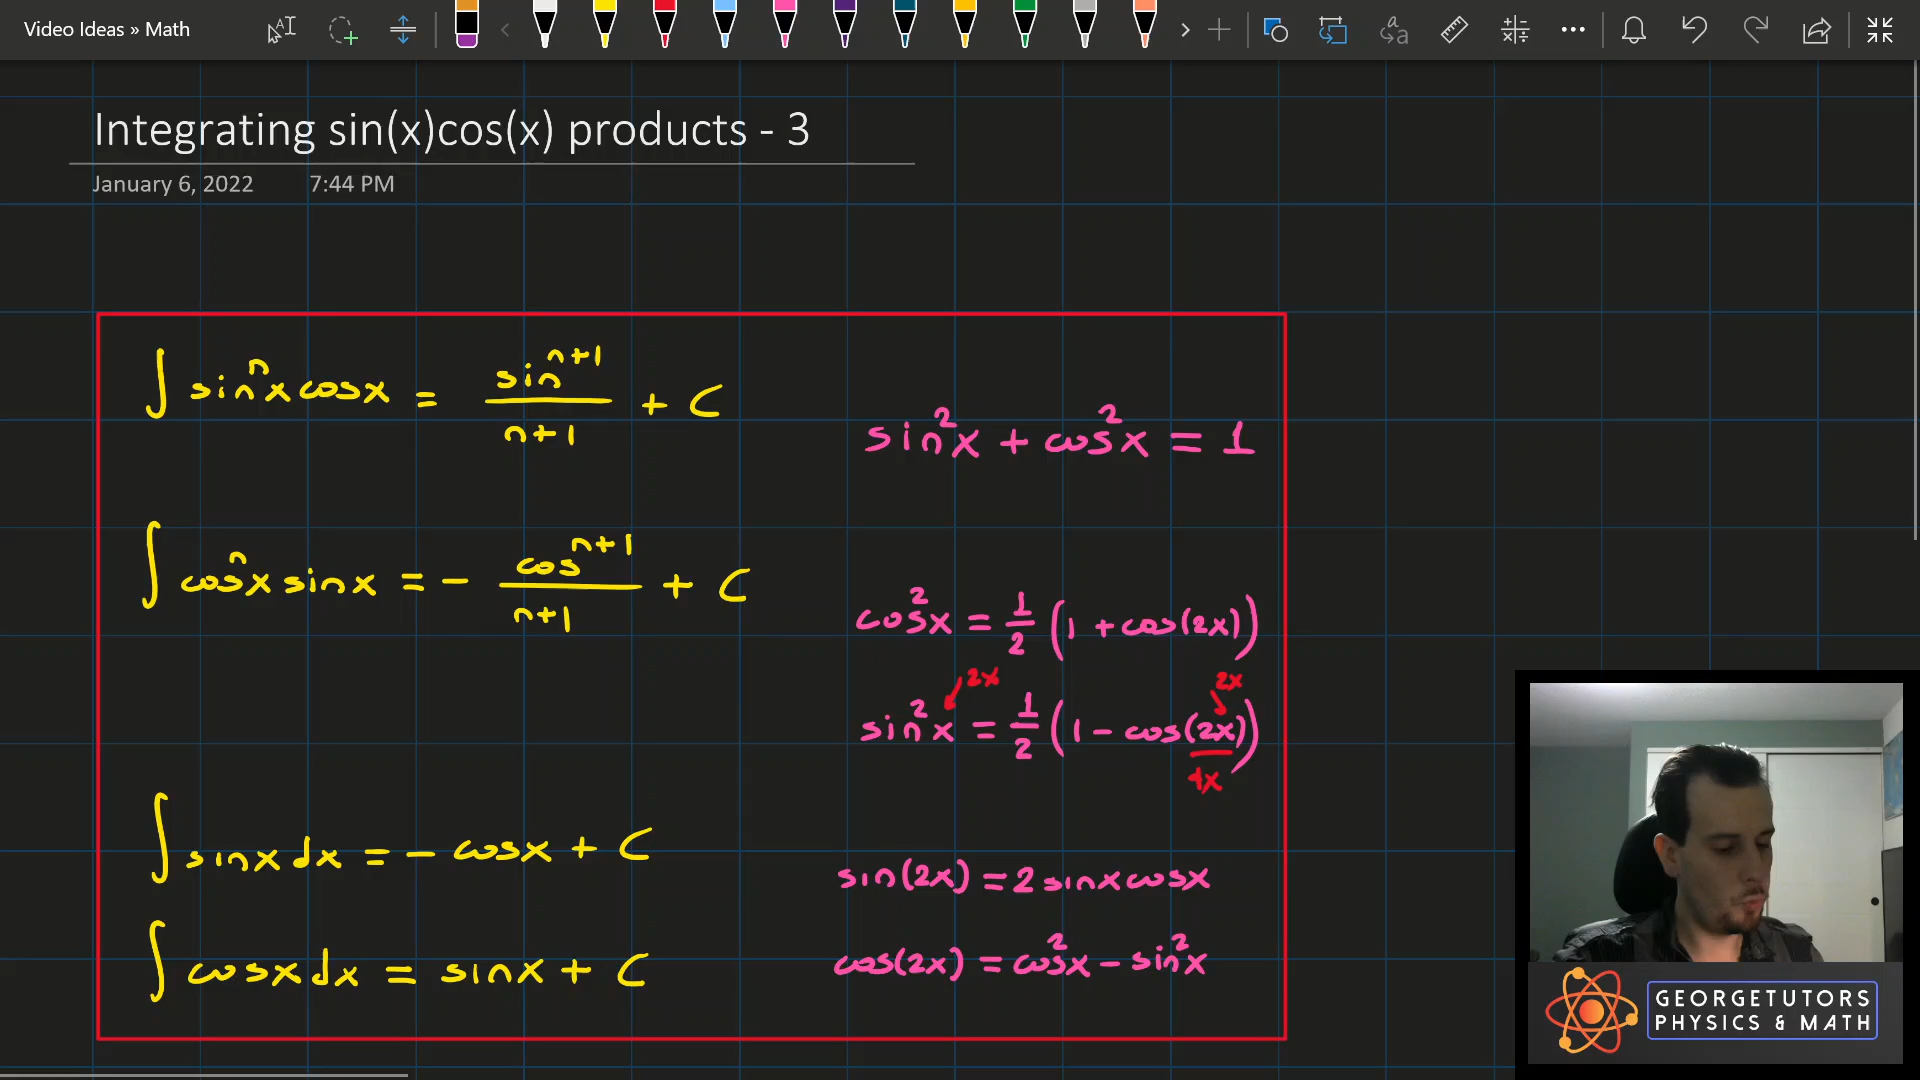 Video Ideas » Math
Integrating sin(x)cos(x) products - 3
January 6, 2022 7:44 PM
∫ sinⁿx cosx = sinⁿ⁺¹/n+1 + C
∫ cosⁿx sinx = - cosⁿ⁺¹/n+1 + C
∫ sinx dx = - cosx + C
∫ cosx dx = sinx + C
sin²x + cos²x = 1
cos²x = 1/2 (1 + cos(2x))
2x 2x
sin²x = 1/2 (1 - cos(2x))
4x
sin(2x) = 2 sinx cosx
cos(2x) = cos²x - sin²x
GEORGETUTORS
PHYSICS & MATH